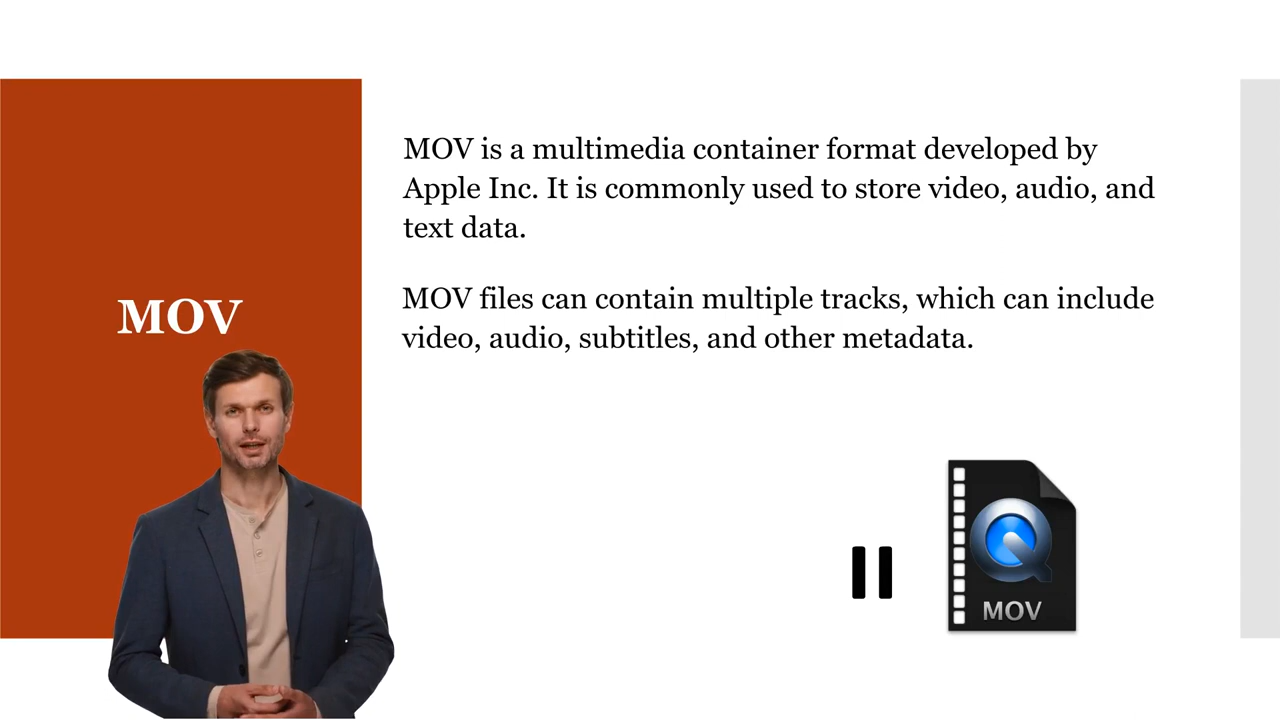 MOV is a multimedia container format developed by
Apple Inc. It is commonly used to store video, audio, and
text data.
MOV files can contain multiple tracks, which can include
video, audio, subtitles, and other metadata.
MOV
MOV